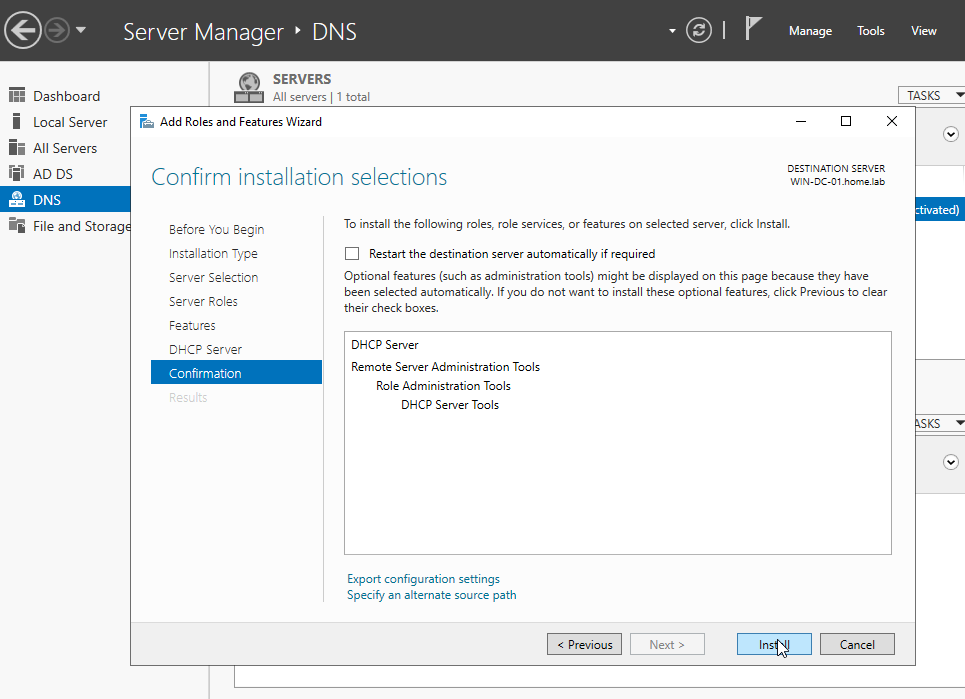 Server Manager ‣ DNS
Manage Tools View
Dashboard
Local Server
All Servers
AD DS
DNS
File and Storage
SERVERS
All servers | 1 total
TASKS
ctivated)
ASKS
Add Roles and Features Wizard
Confirm installation selections
DESTINATION SERVER
WIN-DC-01.home.lab
Before You Begin
Installation Type
Server Selection
Server Roles
Features
DHCP Server
Confirmation
Results
To install the following roles, role services, or features on selected server, click Install.
Restart the destination server automatically if required
Optional features (such as administration tools) might be displayed on this page because they have
been selected automatically. If you do not want to install these optional features, click Previous to clear
their check boxes.
DHCP Server
Remote Server Administration Tools
Role Administration Tools
DHCP Server Tools
Export configuration settings
Specify an alternate source path
< Previous
Next >
Install
Cancel